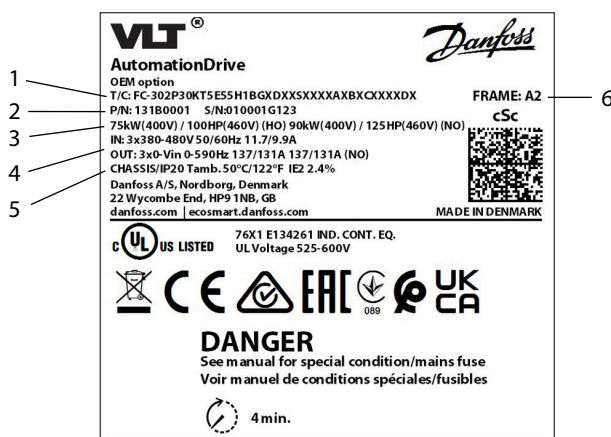 VLT ®
Danfoss
AutomationDrive
OEM option
1
T/C: FC-302P30KT5E55H1BGXDXXSXXXXAXBXCXXXXDX
FRAME: A2
6
2
P/N: 131B0001 S/N:010001G123
cSc
3
75kW(400V) / 100HP(460V) (HO) 90kW(400V) / 125HP(460V) (NO)
IN: 3x380-480V 50/60Hz 11.7/9.9A
4
OUT: 3x0-Vin 0-590Hz 137/131A 137/131A (NO)
5
CHASSIS/IP20 Tamb. 50°C/122°F IE2 2.4%
Danfoss A/S, Nordborg, Denmark
22 Wycombe End, HP9 1NB, GB
danfoss.com | ecosmart.danfoss.com
MADE IN DENMARK
c UL US LISTED
76X1 E134261 IND. CONT. EQ.
UL Voltage 525-600V
CE EAC 089 UK CA
DANGER
See manual for special condition/mains fuse
Voir manuel de conditions spéciales/fusibles
4 min.